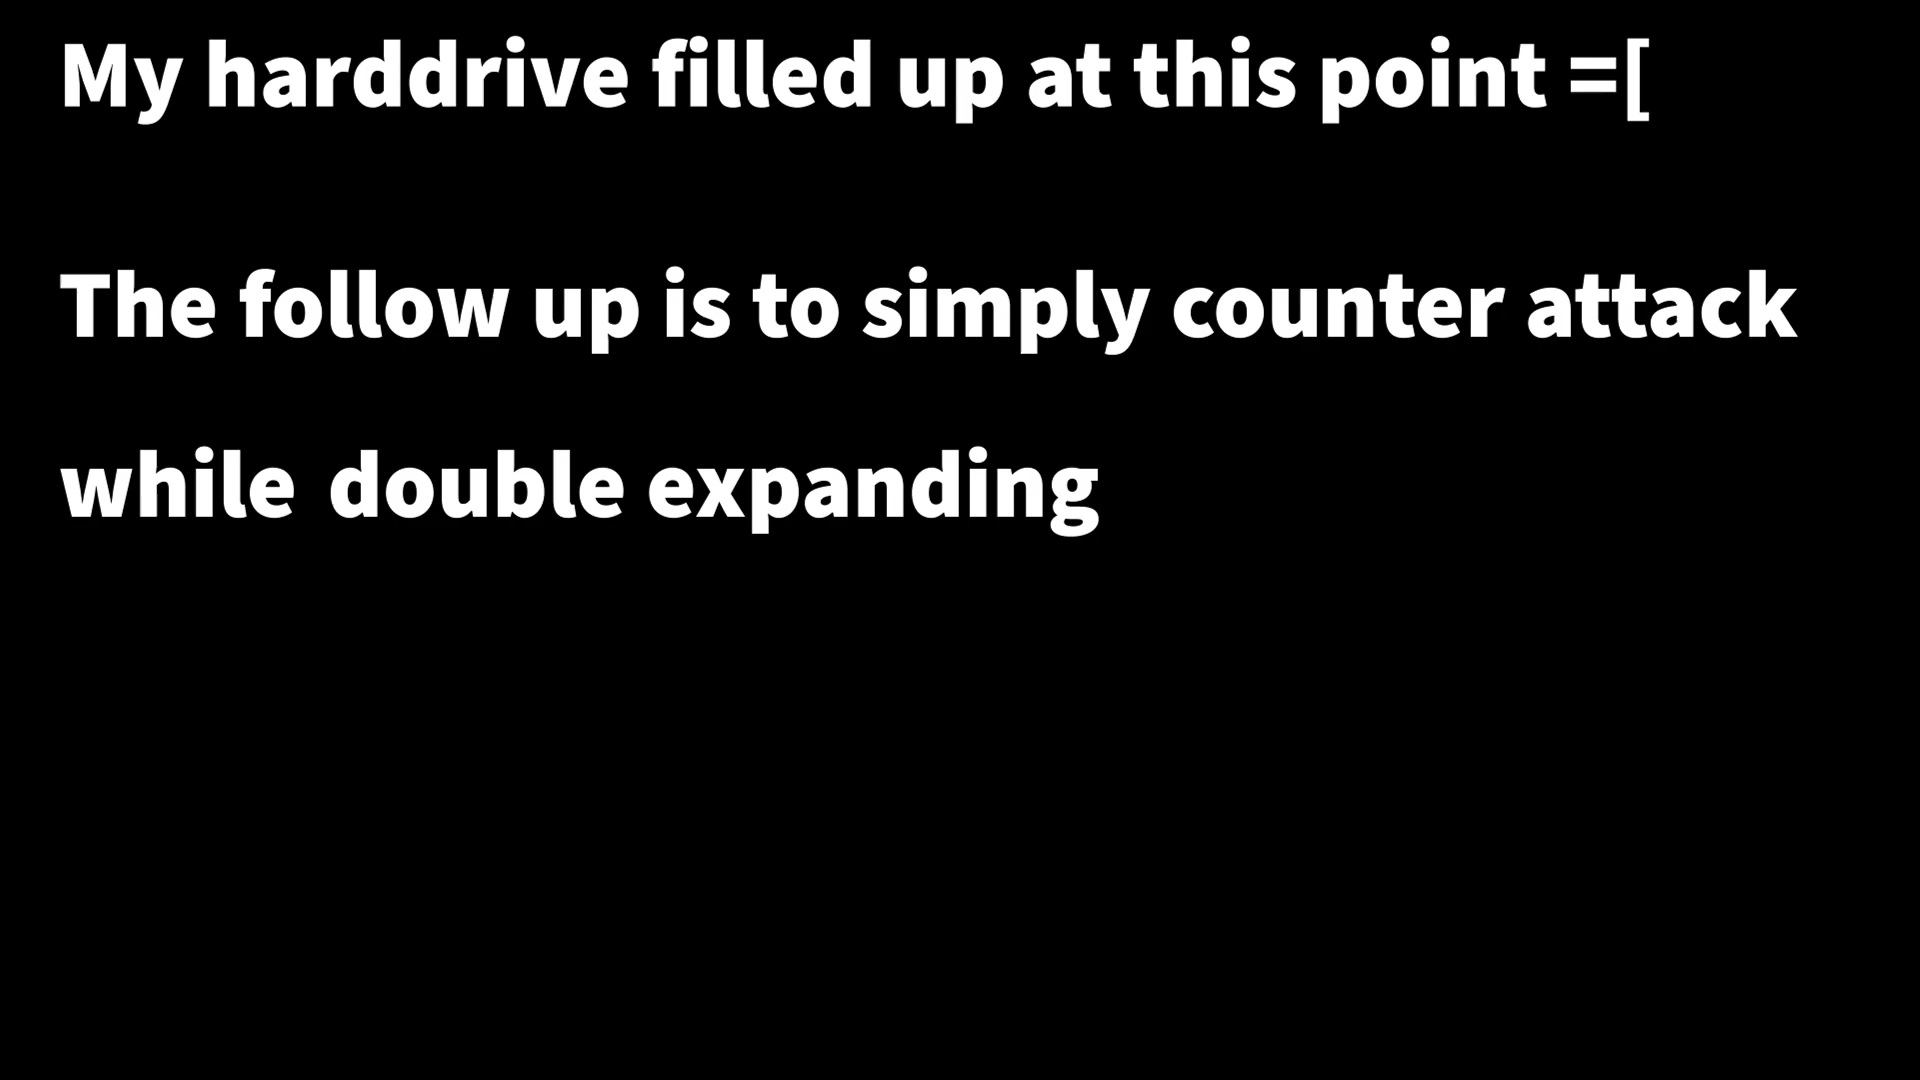 My harddrive filled up at this point =[
The follow up is to simply counter attack
while double expanding